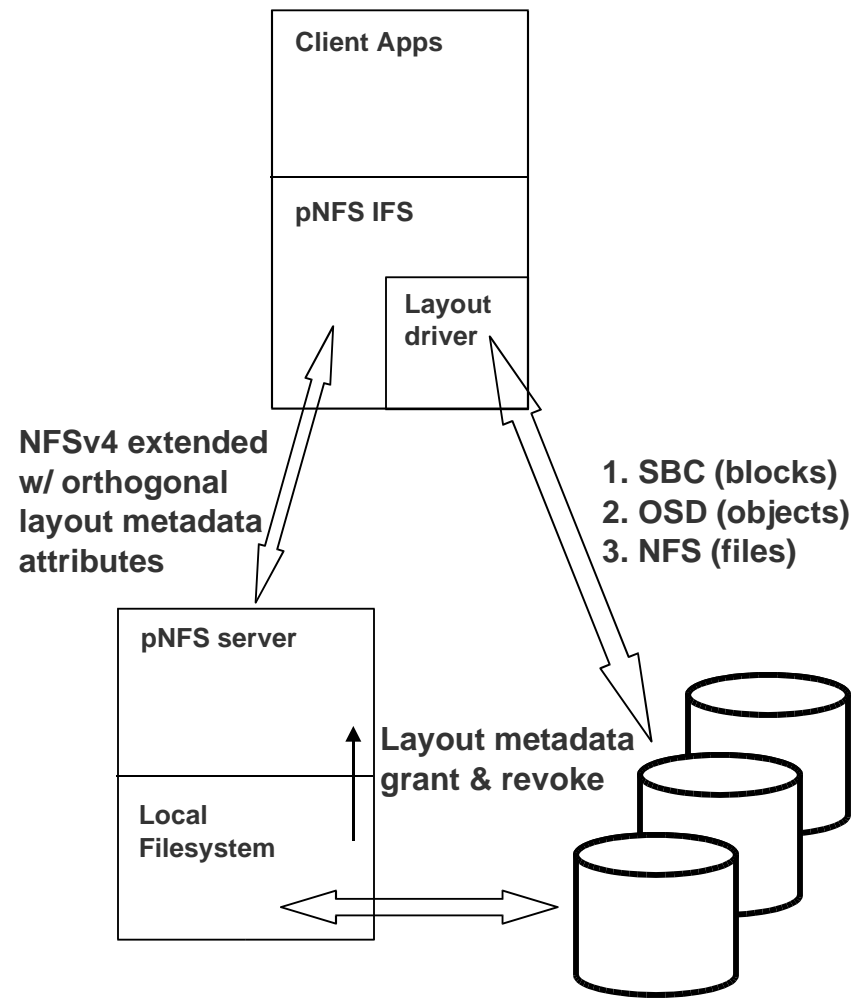 Client Apps
pNFS IFS
Layout
driver
NFSv4 extended
w/ orthogonal
layout metadata
attributes
1. SBC (blocks)
2. OSD (objects)
3. NFS (files)
pNFS server
Layout metadata
grant & revoke
Local
Filesystem